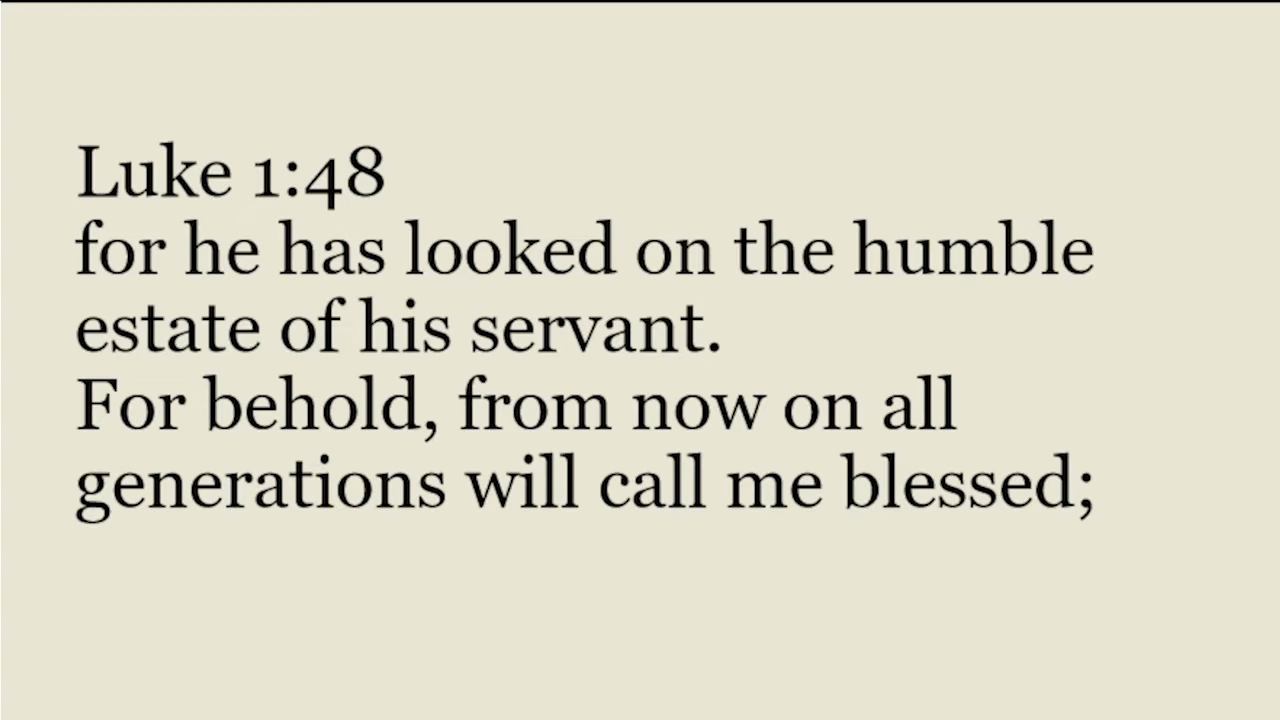 Luke 1:48
for he has looked on the humble
estate of his servant.
For behold, from now on all
generations will call me blessed;